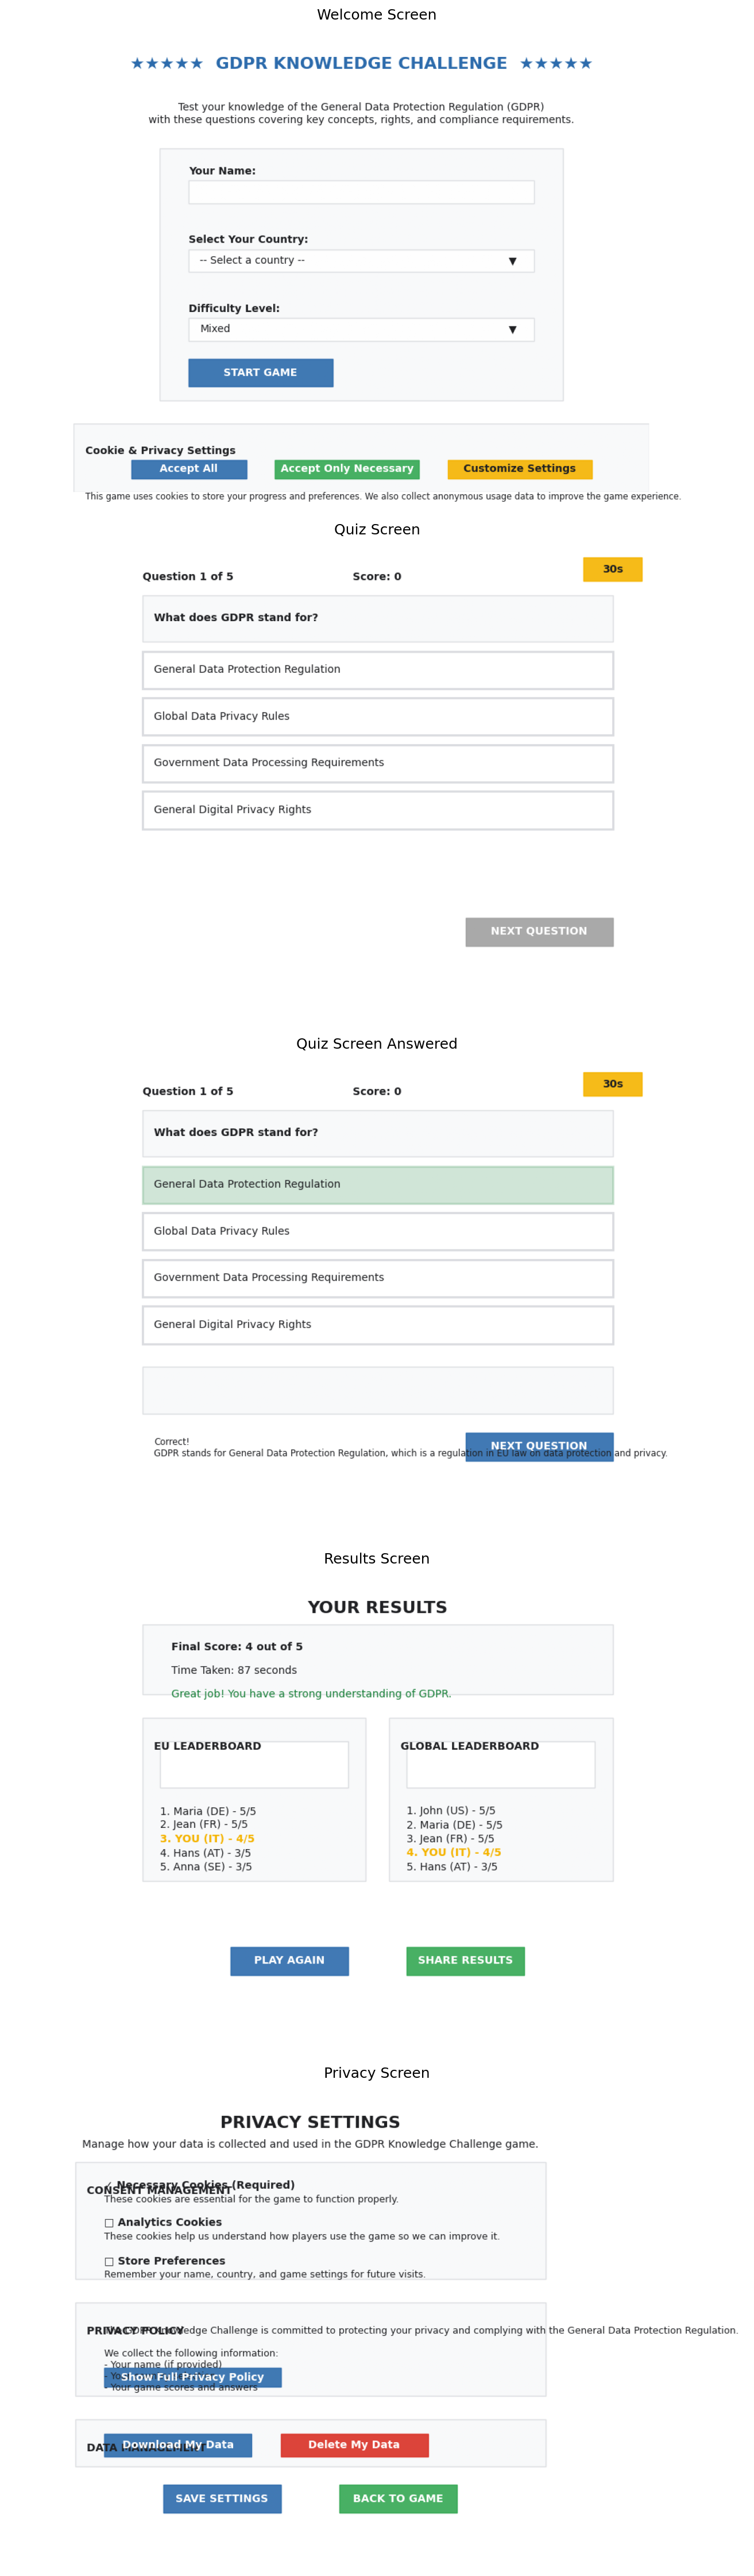 Welcome Screen
★★★★★ GDPR KNOWLEDGE CHALLENGE ★★★★★
Test your knowledge of the General Data Protection Regulation (GDPR)
with these questions covering key concepts, rights, and compliance requirements.
Your Name:
Select Your Country:
-- Select a country -- ▼
Difficulty Level:
Mixed ▼
START GAME
Cookie & Privacy Settings
Accept All Accept Only Necessary Customize Settings
This game uses cookies to store your progress and preferences. We also collect anonymous usage data to improve the game experience.
Quiz Screen
Question 1 of 5 Score: 0 30s
What does GDPR stand for?
General Data Protection Regulation
Global Data Privacy Rules
Government Data Processing Requirements
General Digital Privacy Rights
NEXT QUESTION
Quiz Screen Answered
Question 1 of 5 Score: 0 30s
What does GDPR stand for?
General Data Protection Regulation
Global Data Privacy Rules
Government Data Processing Requirements
General Digital Privacy Rights
Correct!
NEXT QUESTION
GDPR stands for General Data Protection Regulation, which is a regulation in EU law on data protection and privacy.
Results Screen
YOUR RESULTS
Final Score: 4 out of 5
Time Taken: 87 seconds
Great job! You have a strong understanding of GDPR.
EU LEADERBOARD
1. Maria (DE) - 5/5
2. Jean (FR) - 5/5
3. YOU (IT) - 4/5
4. Hans (AT) - 3/5
5. Anna (SE) - 3/5
GLOBAL LEADERBOARD
1. John (US) - 5/5
2. Maria (DE) - 5/5
3. Jean (FR) - 5/5
4. YOU (IT) - 4/5
5. Hans (AT) - 3/5
PLAY AGAIN SHARE RESULTS
Privacy Screen
PRIVACY SETTINGS
Manage how your data is collected and used in the GDPR Knowledge Challenge game.
✓ Necessary Cookies (Required)
CONSENT MANAGEMENT
These cookies are essential for the game to function properly.
□ Analytics Cookies
These cookies help us understand how players use the game so we can improve it.
□ Store Preferences
Remember your name, country, and game settings for future visits.
PRIVACY POLICY
Knowledge Challenge is committed to protecting your privacy and complying with the General Data Protection Regulation.
We collect the following information:
- Your name (if provided)
Show Full Privacy Policy
- Your game scores and answers
Download My Data Delete My Data
DATA MANAGEMENT
SAVE SETTINGS BACK TO GAME